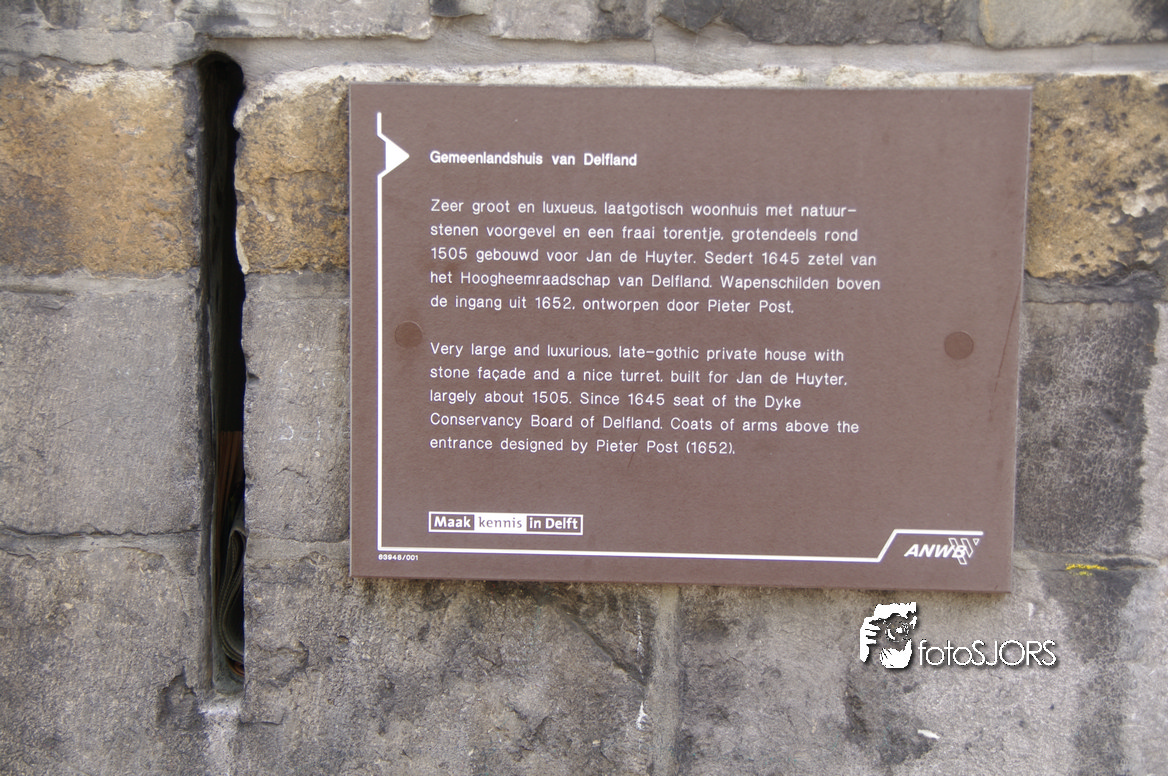 Gemeenlandshuis van Delfland
Zeer groot en luxueus, laatgotisch woonhuis met natuur-
stenen voorgevel en een fraai torentje, grotendeels rond
1505 gebouwd voor Jan de Huyter. Sedert 1645 zetel van
het Hoogheemraadschap van Delfland. Wapenschilden boven
de ingang uit 1652, ontworpen door Pieter Post.
Very large and luxurious, late-gothic private house with
stone façade and a nice turret, built for Jan de Huyter,
largely about 1505. Since 1645 seat of the Dyke
Conservancy Board of Delfland. Coats of arms above the
entrance designed by Pieter Post (1652).
Maak kennis in Delft
63948/001
ANWB
fotoSJORS